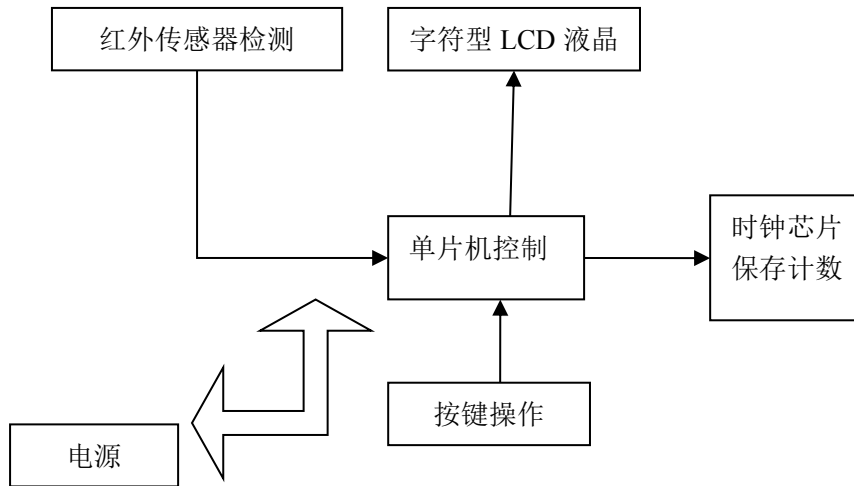 红外传感器检测
字符型 LCD 液晶
单片机控制
时钟芯片
保存计数
按键操作
电源